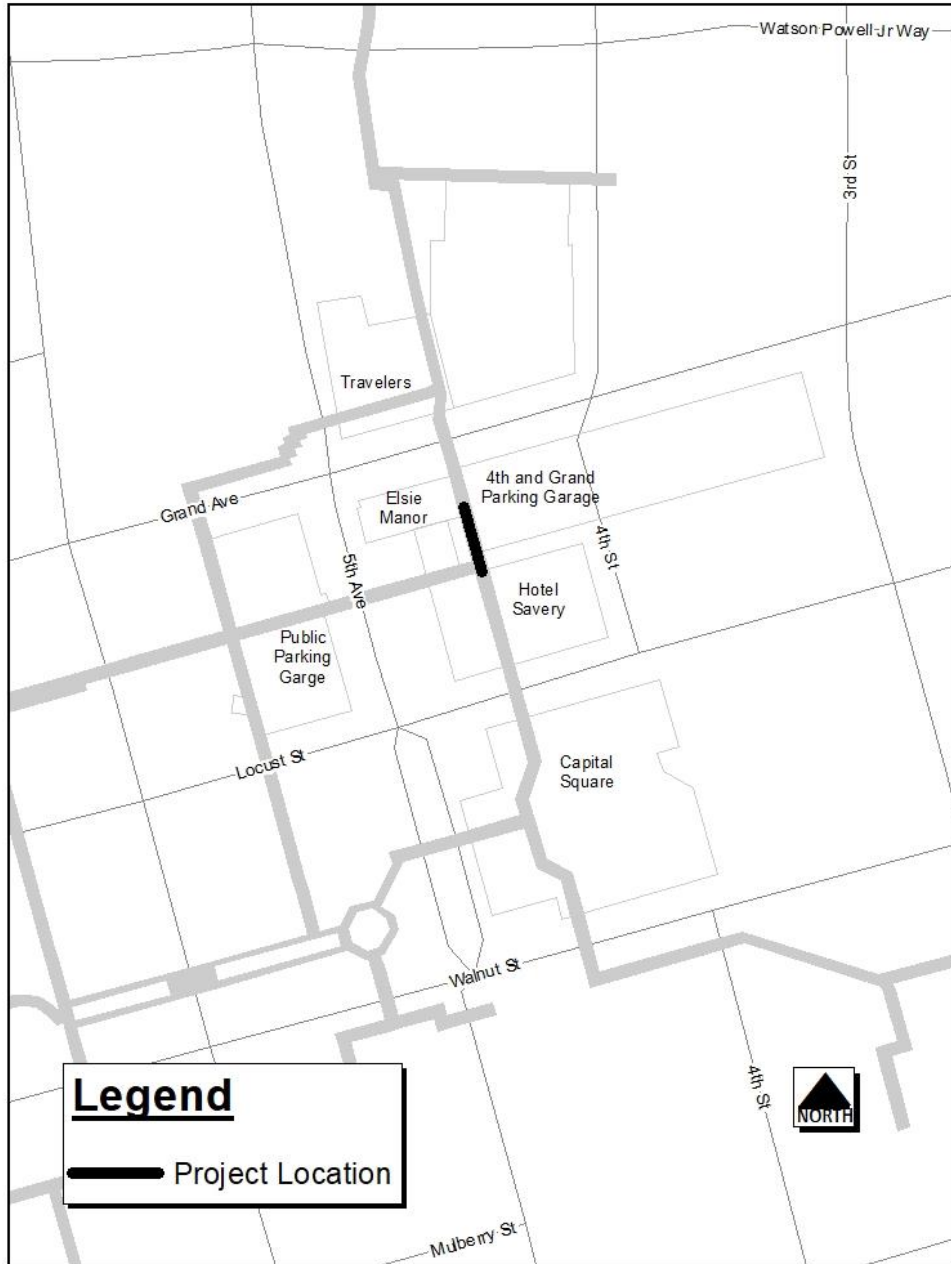 Watson Powell Jr Way
3rd St
Travelers
4th and Grand
Parking Garage
Elsie
Manor
Grand Ave
4th St
5th Ave
Hotel
Savery
Public
Parking
Garge
Locust St
Capital
Square
Walnut St
4th St
NORTH
Legend
Project Location
Mulberry St